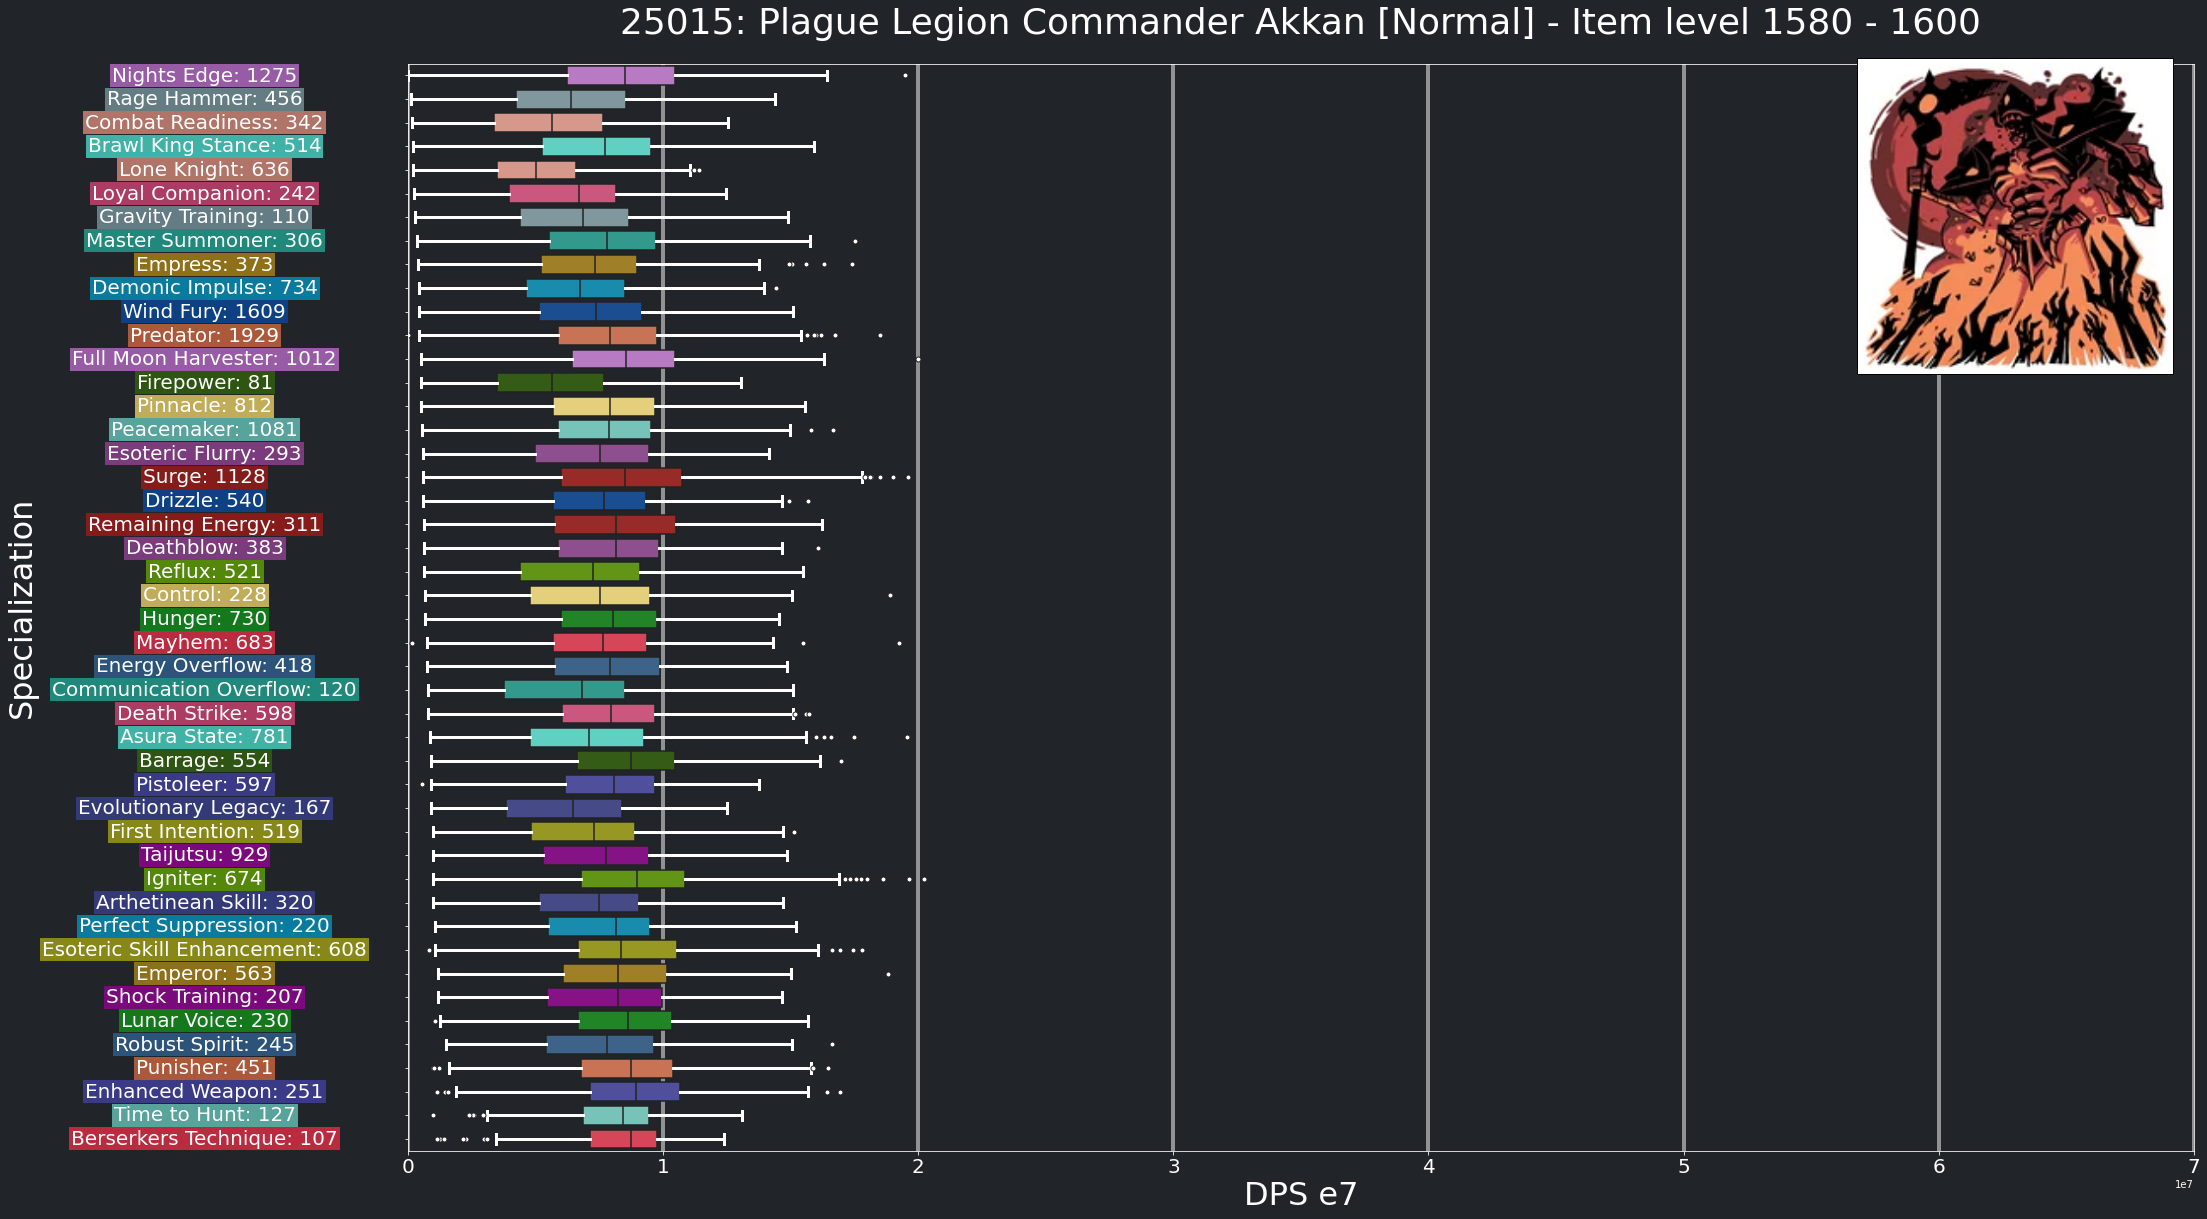 25015: Plague Legion Commander Akkan [Normal] - Item level 1580 - 1600
Nights Edge: 1275
Rage Hammer: 456
Combat Readiness: 342
Brawl King Stance: 514
Lone Knight: 636
Loyal Companion: 242
Gravity Training: 110
Master Summoner: 306
Empress: 373
Demonic Impulse: 734
Wind Fury: 1609
Predator: 1929
Full Moon Harvester: 1012
Firepower: 81
Pinnacle: 812
Peacemaker: 1081
Esoteric Flurry: 293
Surge: 1128
Drizzle: 540
Remaining Energy: 311
Deathblow: 383
Reflux: 521
Control: 228
Hunger: 730
Mayhem: 683
Energy Overflow: 418
Communication Overflow: 120
Death Strike: 598
Asura State: 781
Barrage: 554
Pistoleer: 597
Evolutionary Legacy: 167
First Intention: 519
Taijutsu: 929
Igniter: 674
Arthetinean Skill: 320
Perfect Suppression: 220
Esoteric Skill Enhancement: 608
Emperor: 563
Shock Training: 207
Lunar Voice: 230
Robust Spirit: 245
Punisher: 451
Enhanced Weapon: 251
Time to Hunt: 127
Berserkers Technique: 107
Specialization
0 1 2 3 4 5 6 7
1e7
DPS e7